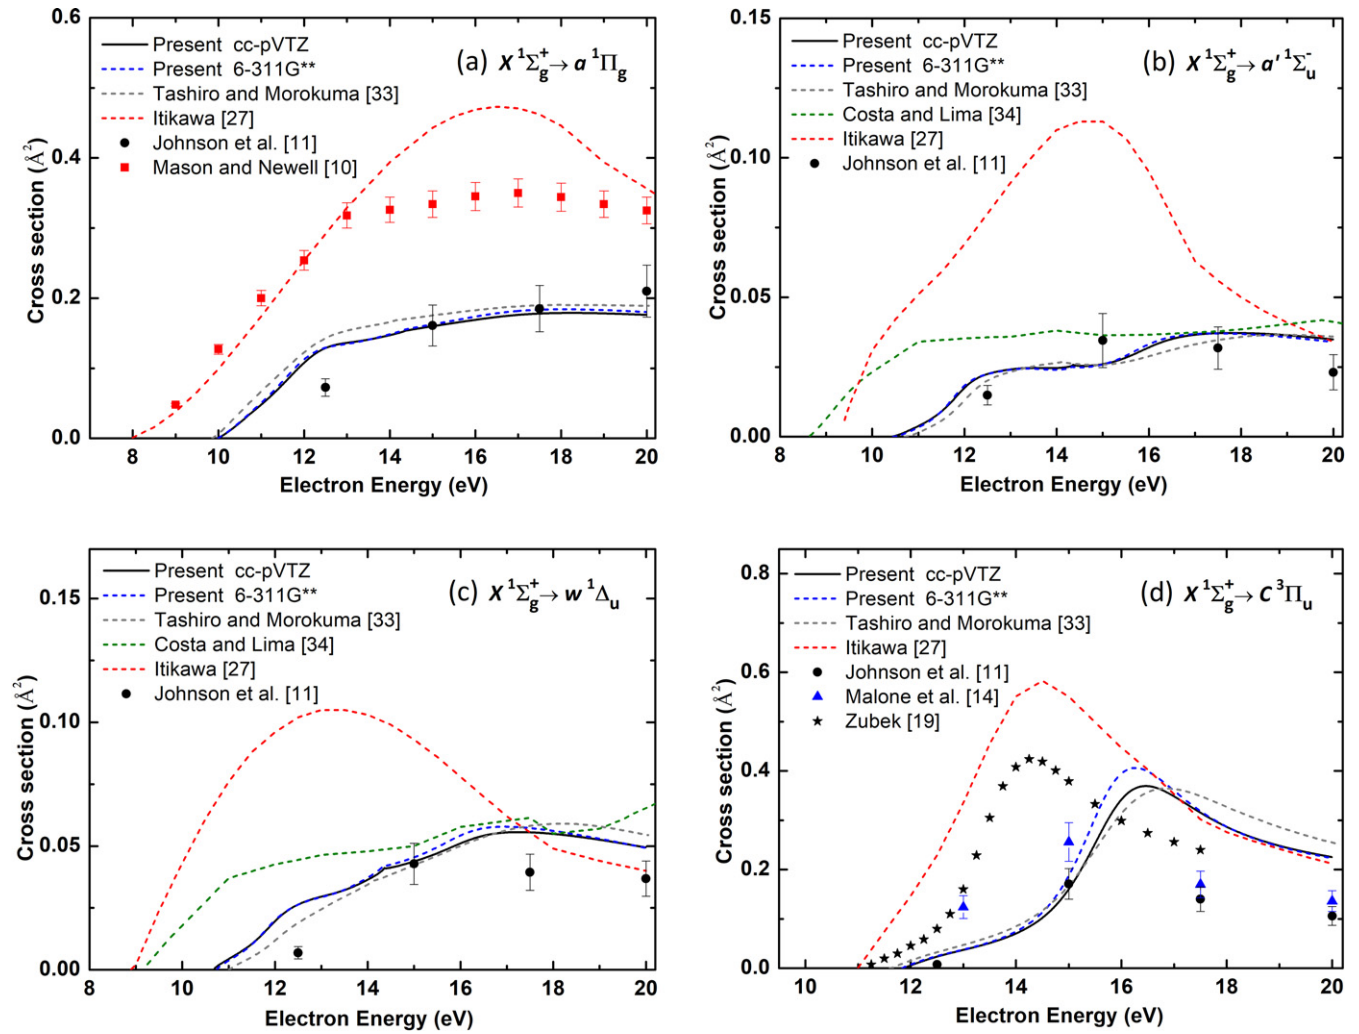 0.6
0.4
0.2
0.0
Cross section (Å²)
Present cc-pVTZ
Present 6-311G**
Tashiro and Morokuma [33]
Itikawa [27]
Johnson et al. [11]
Mason and Newell [10]
(a) X ¹Σg⁺→ a ¹Πg
8 10 12 14 16 18 20
Electron Energy (eV)
0.15
0.10
0.05
0.00
Cross section (Å²)
Present cc-pVTZ
Present 6-311G**
Tashiro and Morokuma [33]
Costa and Lima [34]
Itikawa [27]
Johnson et al. [11]
(b) X ¹Σg⁺→ a' ¹Σu⁻
8 10 12 14 16 18 20
Electron Energy (eV)
0.15
0.10
0.05
0.00
Cross section (Å²)
Present cc-pVTZ
Present 6-311G**
Tashiro and Morokuma [33]
Costa and Lima [34]
Itikawa [27]
Johnson et al. [11]
(c) X ¹Σg⁺→ w ¹Δu
8 10 12 14 16 18 20
Electron Energy (eV)
0.8
0.6
0.4
0.2
0.0
Cross section (Å²)
Present cc-pVTZ
Present 6-311G**
Tashiro and Morokuma [33]
Itikawa [27]
Johnson et al. [11]
Malone et al. [14]
Zubek [19]
(d) X ¹Σg⁺→ C ³Πu
10 12 14 16 18 20
Electron Energy (eV)